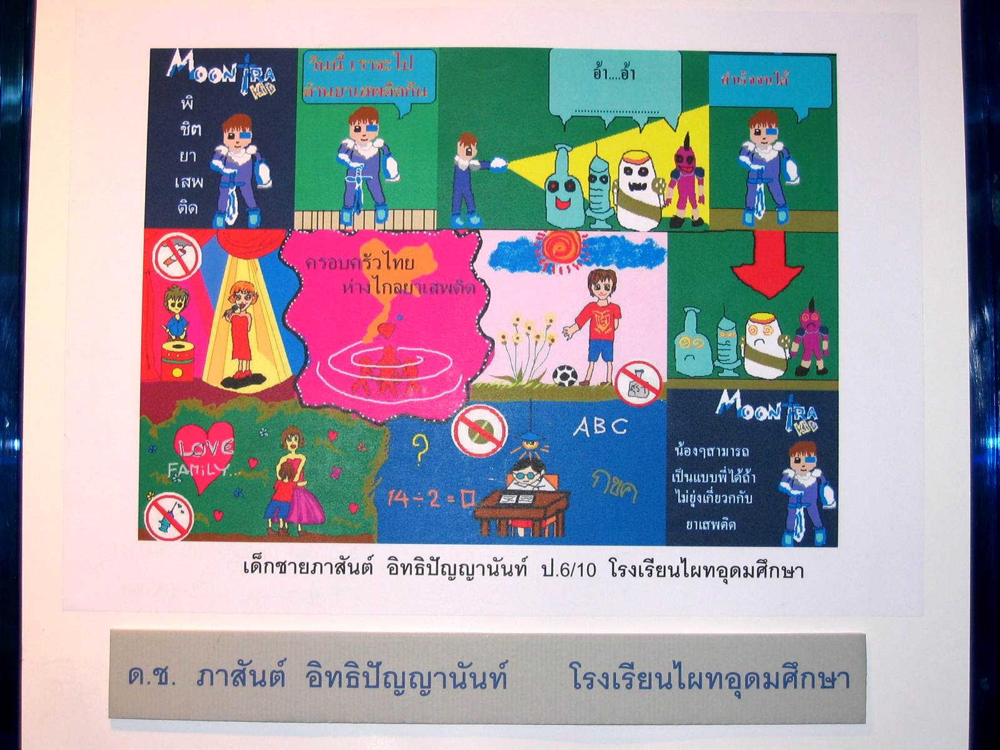 MOONTRA
KID
พิ
ชิต
ยา
เสพ
ติด
วันนี้ เราจะไป
ต้านยาเสพติดกัน
อ้า....อ้า
..............................
สำเร็จจนได้
ครอบครัวไทย
ห่างไกลยาเสพติด
สุรา
LOVE
FAMILY...
?
14÷2=□
ABC
กขค
MOONTRA
KID
น้องๆสามารถ
เป็นแบบพี่ได้ถ้า
ไม่ยุ่งเกี่ยวกกับ
ยาเสพติด
เด็กชายภาสันต์ อิทธิปัญญานันท์ ป.6/10 โรงเรียนไผทอุดมศึกษา
ด.ช. ภาสันต์ อิทธิปัญญานันท์ โรงเรียนไผทอุดมศึกษา